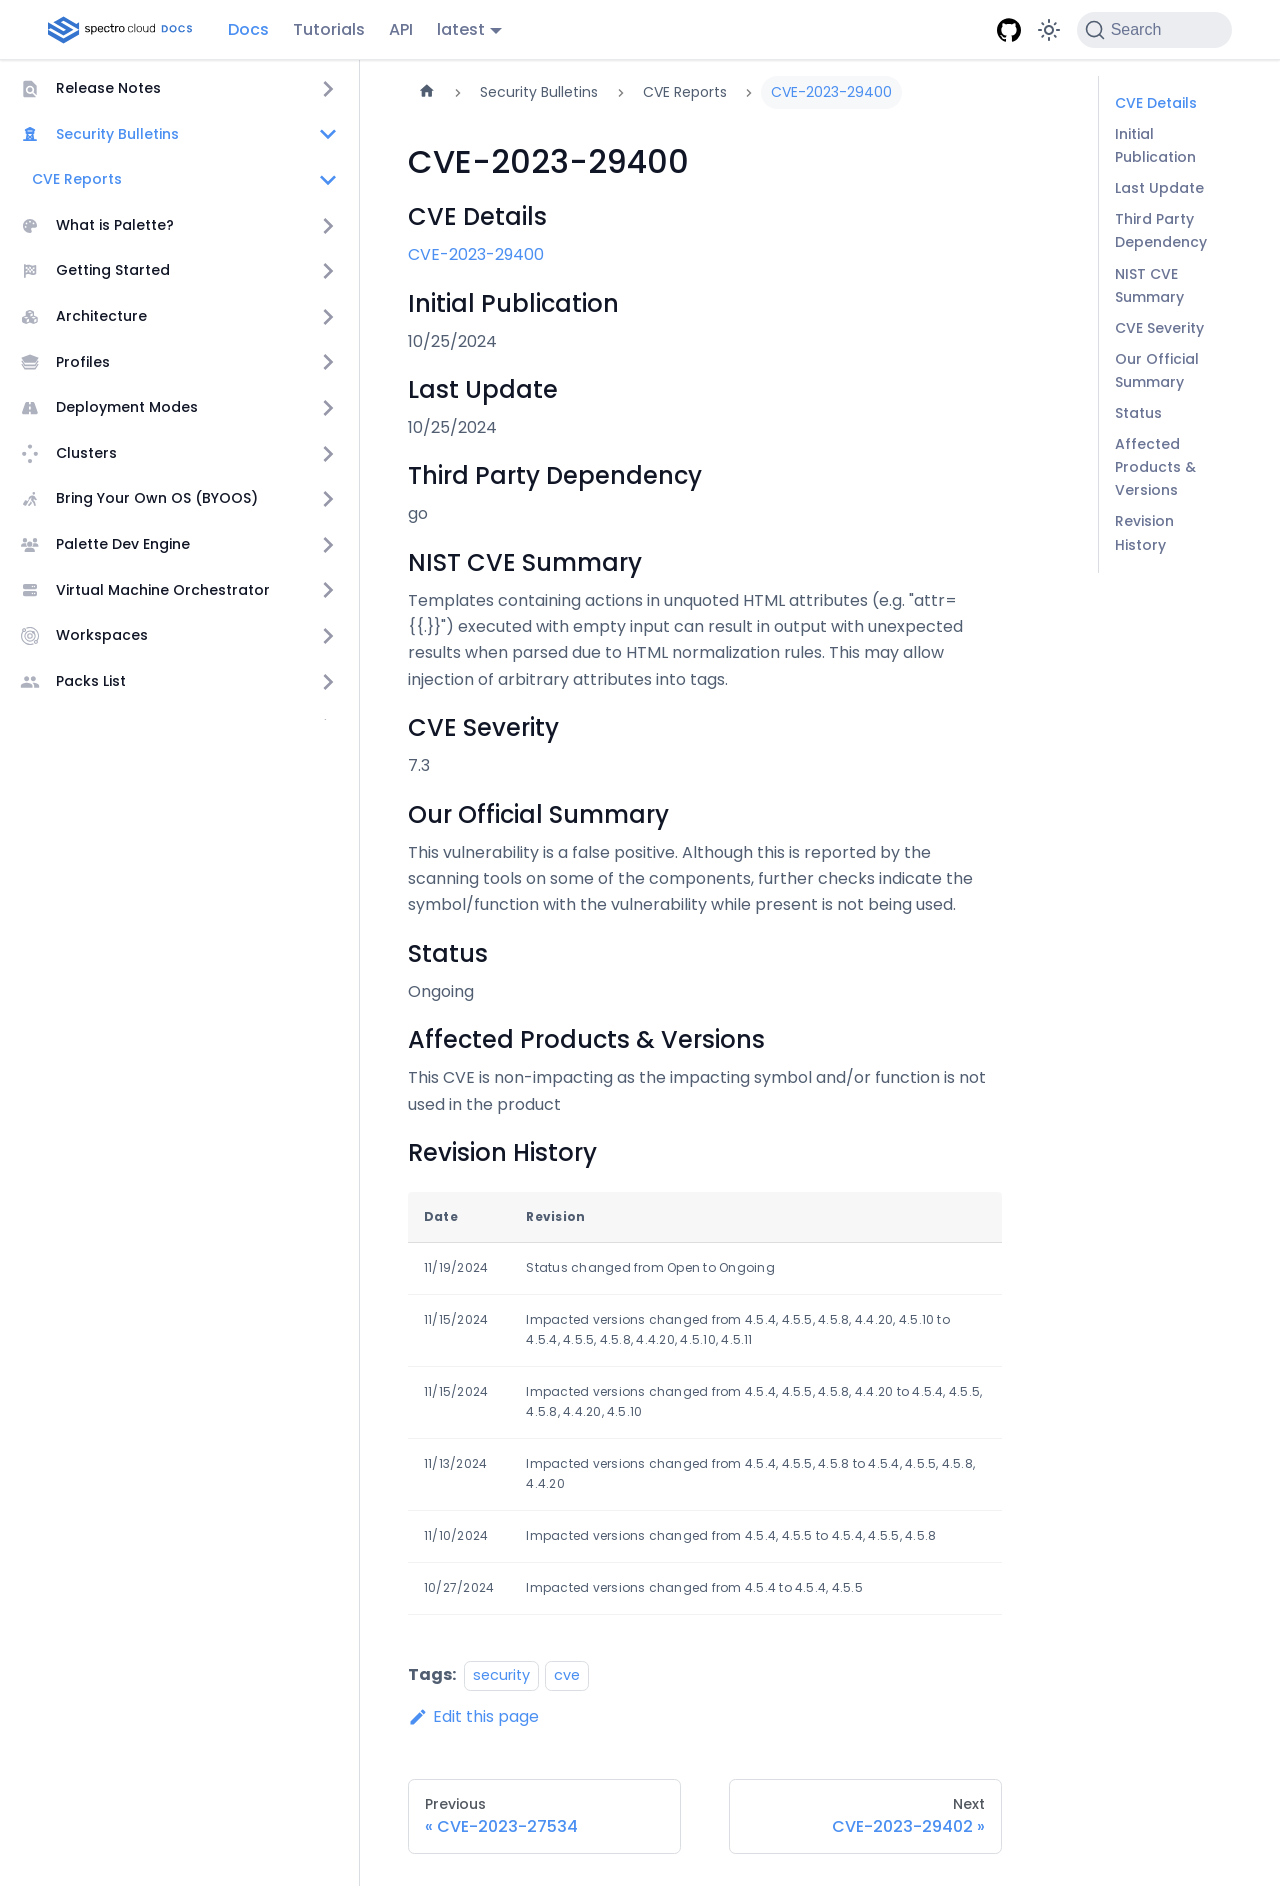 spectro cloud DOCS
Docs
Tutorials
API
latest
Search
Release Notes
Security Bulletins
CVE Reports
What is Palette?
Getting Started
Architecture
Profiles
Deployment Modes
Clusters
Bring Your Own OS (BYOOS)
Palette Dev Engine
Virtual Machine Orchestrator
Workspaces
Packs List
Security Bulletins
CVE Reports
CVE-2023-29400
CVE-2023-29400
CVE Details
CVE-2023-29400
Initial Publication
10/25/2024
Last Update
10/25/2024
Third Party Dependency
go
NIST CVE Summary
Templates containing actions in unquoted HTML attributes (e.g. "attr=
{{.}}") executed with empty input can result in output with unexpected
results when parsed due to HTML normalization rules. This may allow
injection of arbitrary attributes into tags.
CVE Severity
7.3
Our Official Summary
This vulnerability is a false positive. Although this is reported by the
scanning tools on some of the components, further checks indicate the
symbol/function with the vulnerability while present is not being used.
Status
Ongoing
Affected Products & Versions
This CVE is non-impacting as the impacting symbol and/or function is not
used in the product
Revision History
Date Revision
11/19/2024 Status changed from Open to Ongoing
11/15/2024 Impacted versions changed from 4.5.4, 4.5.5, 4.5.8, 4.4.20, 4.5.10 to
4.5.4, 4.5.5, 4.5.8, 4.4.20, 4.5.10, 4.5.11
11/15/2024 Impacted versions changed from 4.5.4, 4.5.5, 4.5.8, 4.4.20 to 4.5.4, 4.5.5,
4.5.8, 4.4.20, 4.5.10
11/13/2024 Impacted versions changed from 4.5.4, 4.5.5, 4.5.8 to 4.5.4, 4.5.5, 4.5.8,
4.4.20
11/10/2024 Impacted versions changed from 4.5.4, 4.5.5 to 4.5.4, 4.5.5, 4.5.8
10/27/2024 Impacted versions changed from 4.5.4 to 4.5.4, 4.5.5
Tags: security cve
Edit this page
Previous
« CVE-2023-27534
Next
CVE-2023-29402 »
CVE Details
Initial
Publication
Last Update
Third Party
Dependency
NIST CVE
Summary
CVE Severity
Our Official
Summary
Status
Affected
Products &
Versions
Revision
History